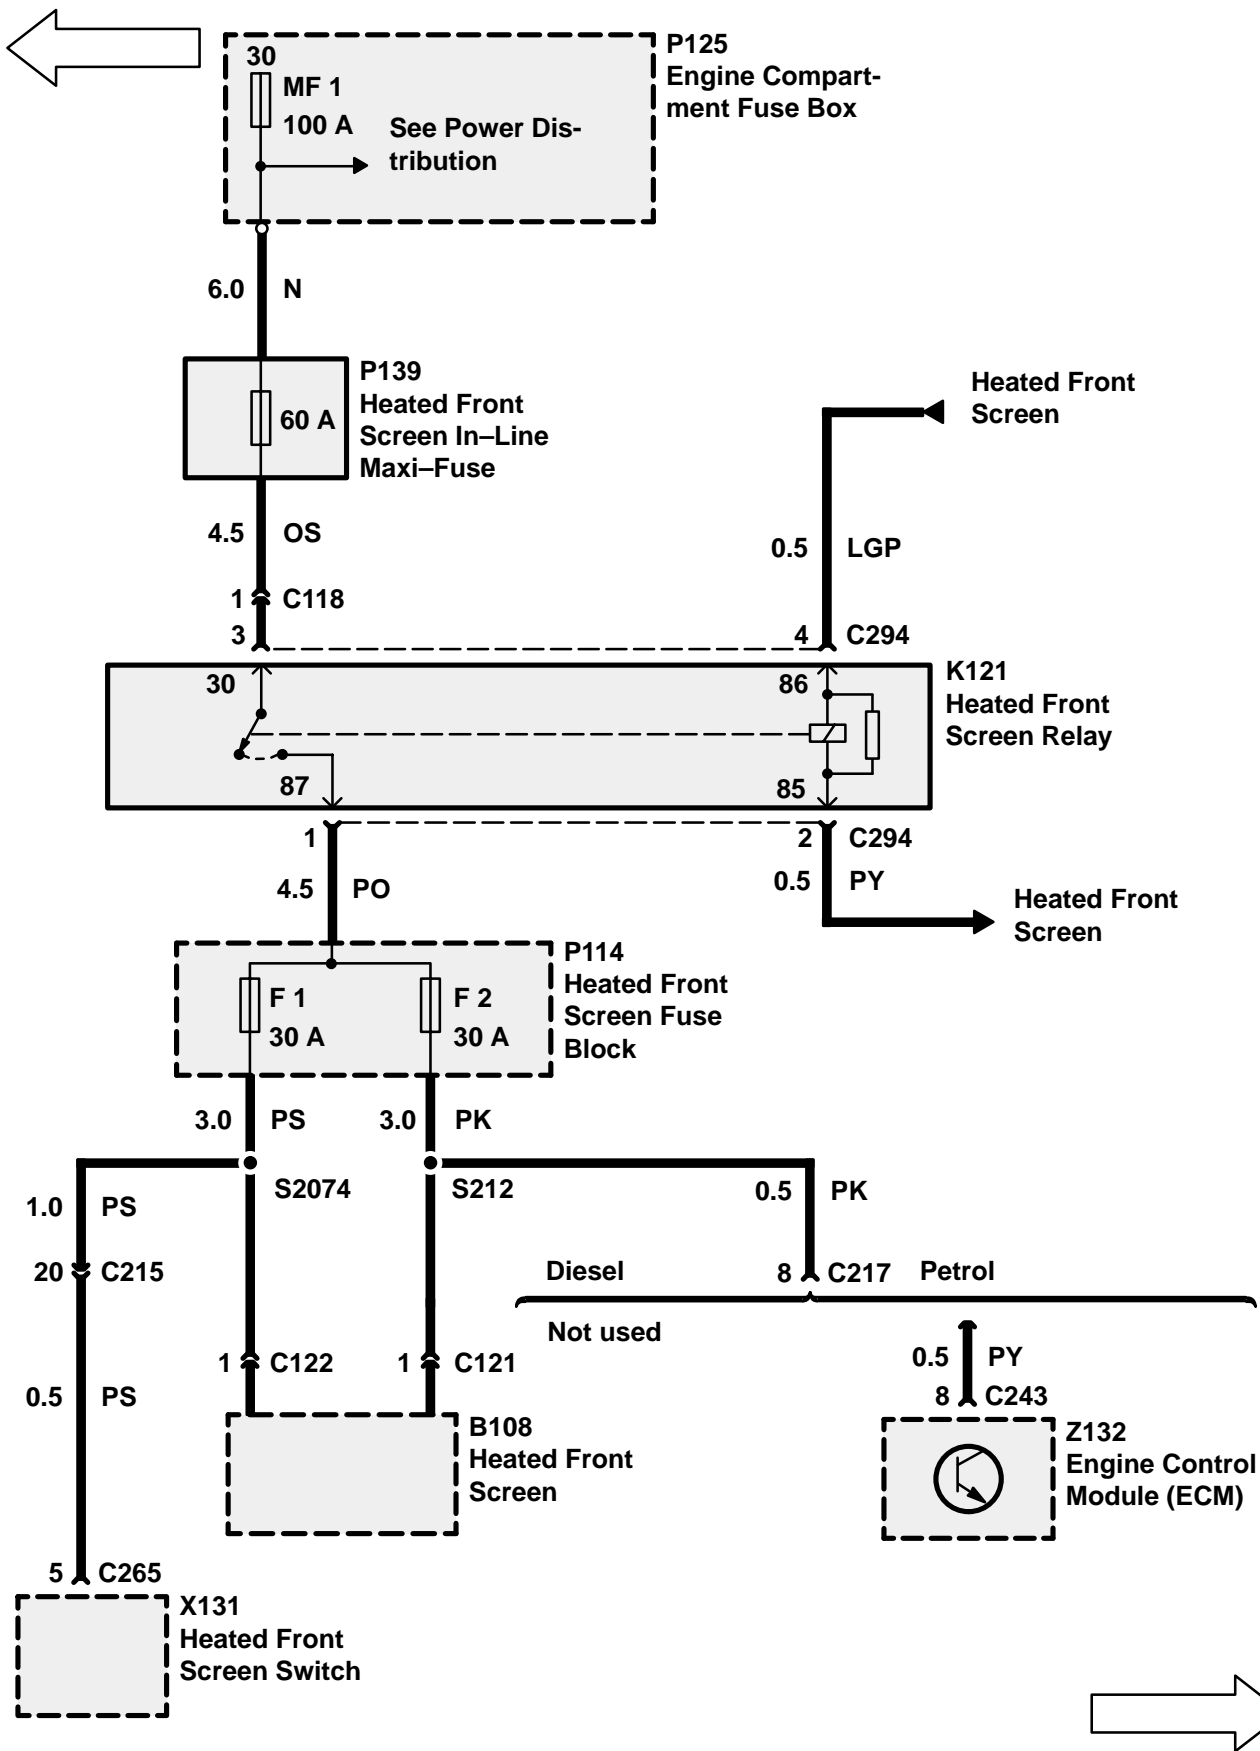 30
MF 1
100 A
See Power Dis-
tribution
P125
Engine Compart-
ment Fuse Box
6.0 N
P139
Heated Front
Screen In–Line
Maxi–Fuse
60 A
Heated Front
Screen
4.5 OS
0.5 LGP
1 C118
3
4 C294
30
86
K121
Heated Front
Screen Relay
87
85
1
2 C294
4.5 PO
0.5 PY
Heated Front
Screen
P114
Heated Front
Screen Fuse
Block
F 1
30 A
F 2
30 A
3.0 PS
3.0 PK
S2074
S212
1.0 PS
0.5 PK
20 C215
Diesel
8 C217
Petrol
Not used
1 C122
1 C121
0.5 PY
0.5 PS
8 C243
B108
Heated Front
Screen
Z132
Engine Control
Module (ECM)
5 C265
X131
Heated Front
Screen Switch